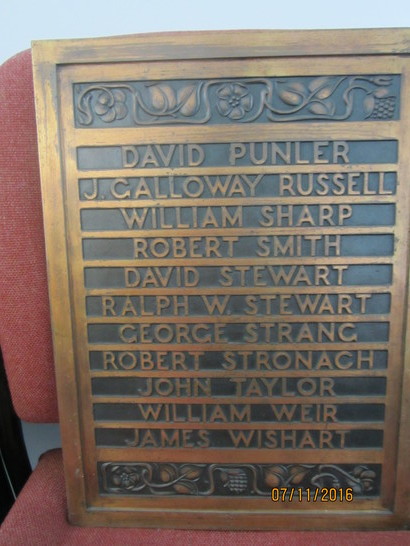 DAVID PUNLER
J. GALLOWAY RUSSELL
WILLIAM SHARP
ROBERT SMITH
DAVID STEWART
RALPH W. STEWART
GEORGE STRANG
ROBERT STRONACH
JOHN TAYLOR
WILLIAM WEIR
JAMES WISHART
07/11/2016